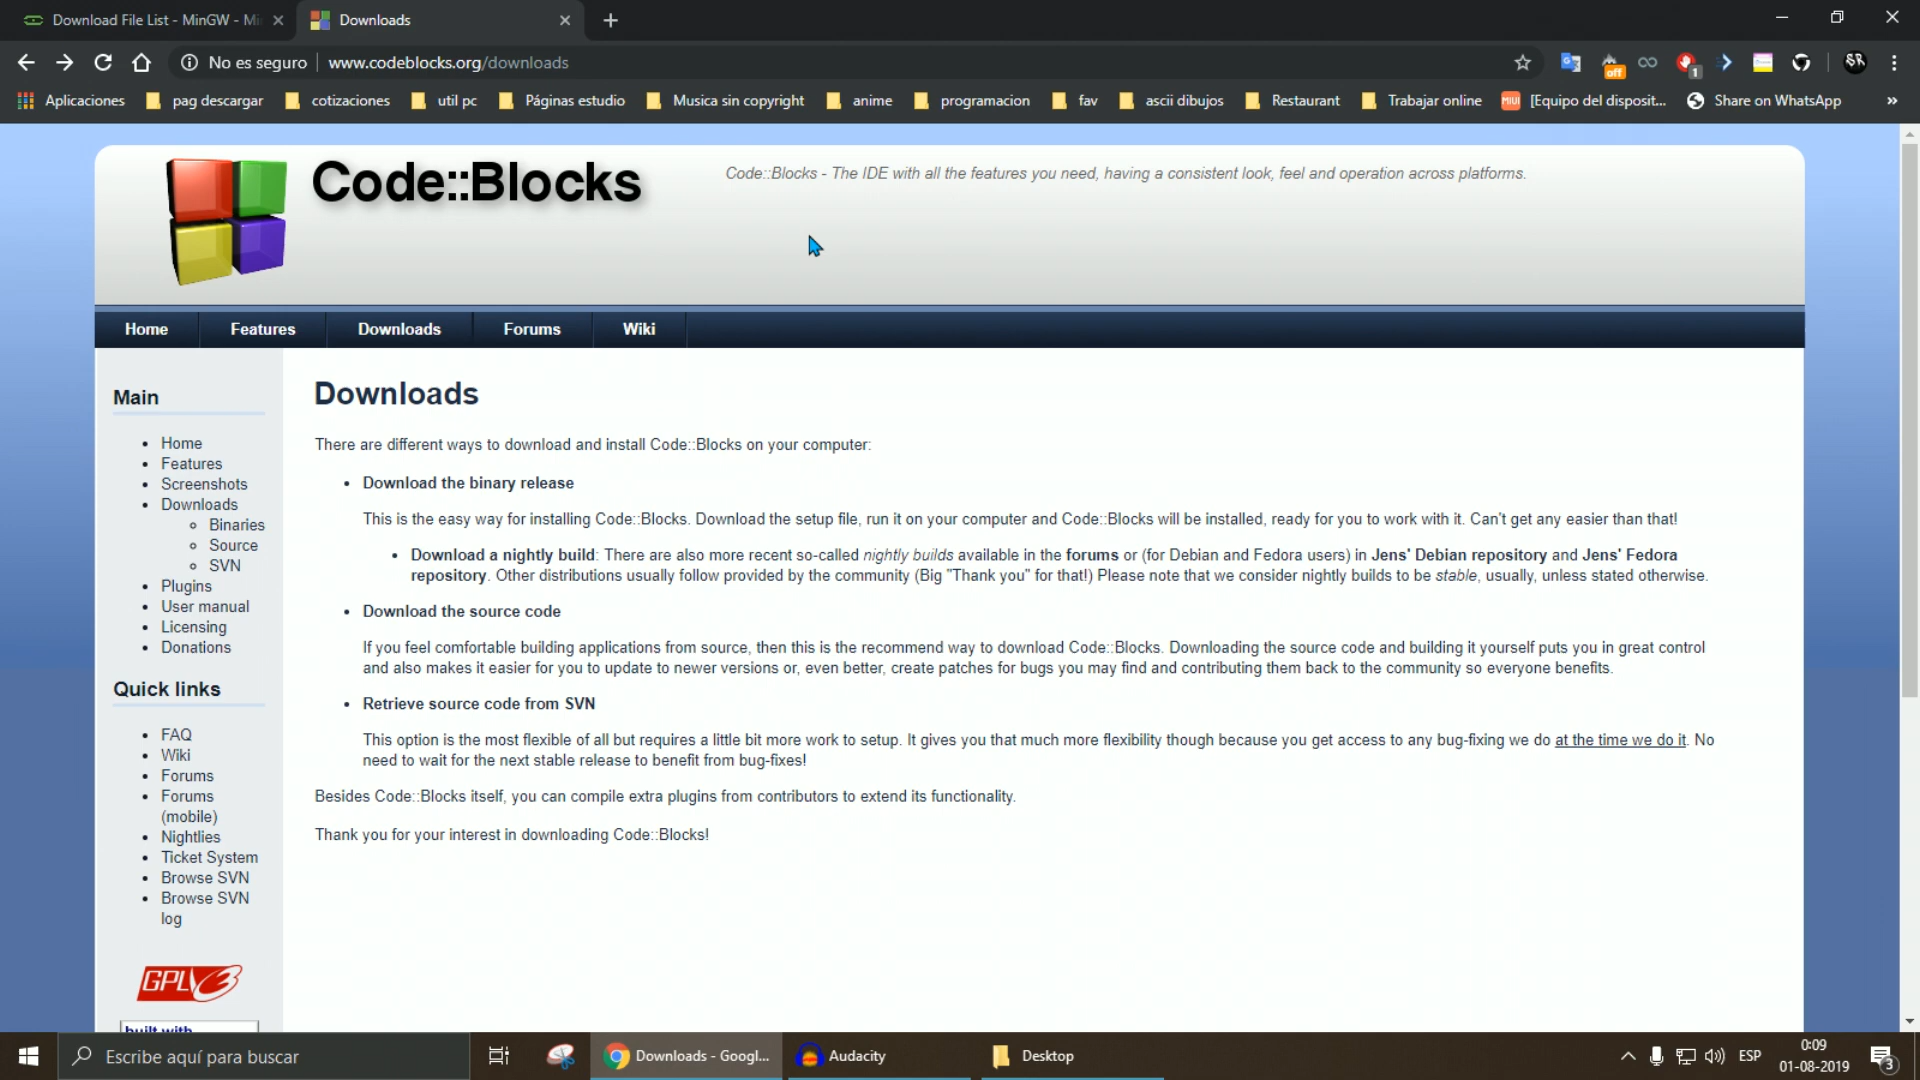 Download File List - MinGW - Mi
Downloads
No es seguro
www.codeblocks.org/downloads
off
1
SR
Aplicaciones
pag descargar
cotizaciones
util pc
Páginas estudio
Musica sin copyright
anime
programacion
fav
ascii dibujos
Restaurant
Trabajar online
MIUI
[Equipo del disposit...
Share on WhatsApp
»
Code::Blocks
Code::Blocks - The IDE with all the features you need, having a consistent look, feel and operation across platforms.
Home
Features
Downloads
Forums
Wiki
Main
Home
Features
Screenshots
Downloads
Binaries
Source
SVN
Plugins
User manual
Licensing
Donations
Quick links
FAQ
Wiki
Forums
Forums
(mobile)
Nightlies
Ticket System
Browse SVN
Browse SVN
log
GPLv3
built with
Downloads
There are different ways to download and install Code::Blocks on your computer:
Download the binary release
This is the easy way for installing Code::Blocks. Download the setup file, run it on your computer and Code::Blocks will be installed, ready for you to work with it. Can't get any easier than that!
Download a nightly build: There are also more recent so-called nightly builds available in the forums or (for Debian and Fedora users) in Jens' Debian repository and Jens' Fedora
repository. Other distributions usually follow provided by the community (Big "Thank you" for that!) Please note that we consider nightly builds to be stable, usually, unless stated otherwise.
Download the source code
If you feel comfortable building applications from source, then this is the recommend way to download Code::Blocks. Downloading the source code and building it yourself puts you in great control
and also makes it easier for you to update to newer versions or, even better, create patches for bugs you may find and contributing them back to the community so everyone benefits.
Retrieve source code from SVN
This option is the most flexible of all but requires a little bit more work to setup. It gives you that much more flexibility though because you get access to any bug-fixing we do at the time we do it. No
need to wait for the next stable release to benefit from bug-fixes!
Besides Code::Blocks itself, you can compile extra plugins from contributors to extend its functionality.
Thank you for your interest in downloading Code::Blocks!
Escribe aquí para buscar
Downloads - Googl...
Audacity
Desktop
ESP
0:09
01-08-2019
3